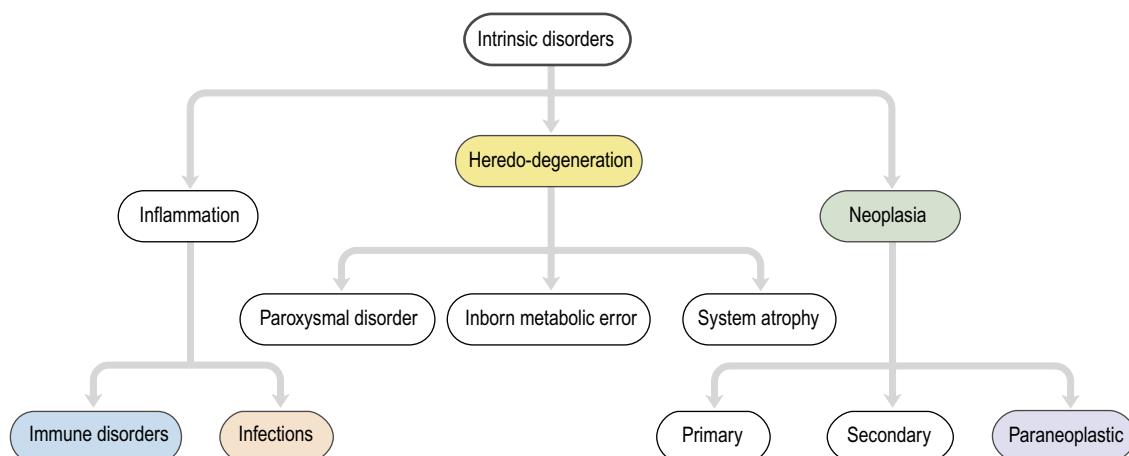 Intrinsic disorders
Heredo-degeneration
Inflammation
Neoplasia
Paroxysmal disorder
Inborn metabolic error
System atrophy
Immune disorders
Infections
Primary
Secondary
Paraneoplastic